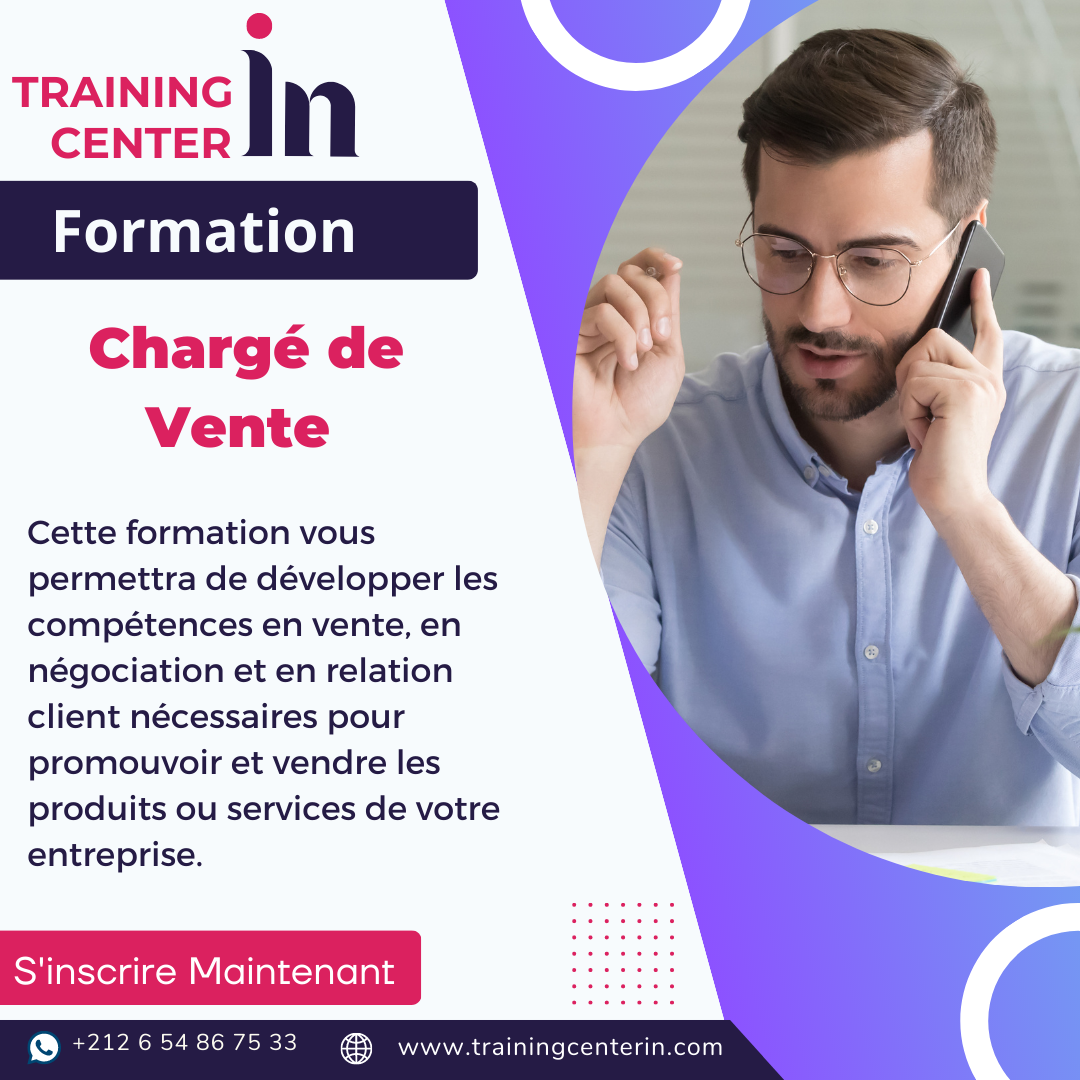 TRAINING
CENTER
in
Formation
Chargé de
Vente
Cette formation vous
permettra de développer les
compétences en vente, en
négociation et en relation
client nécessaires pour
promouvoir et vendre les
produits ou services de votre
entreprise.
S'inscrire Maintenant
+212 6 54 86 75 33
www.trainingcenterin.com